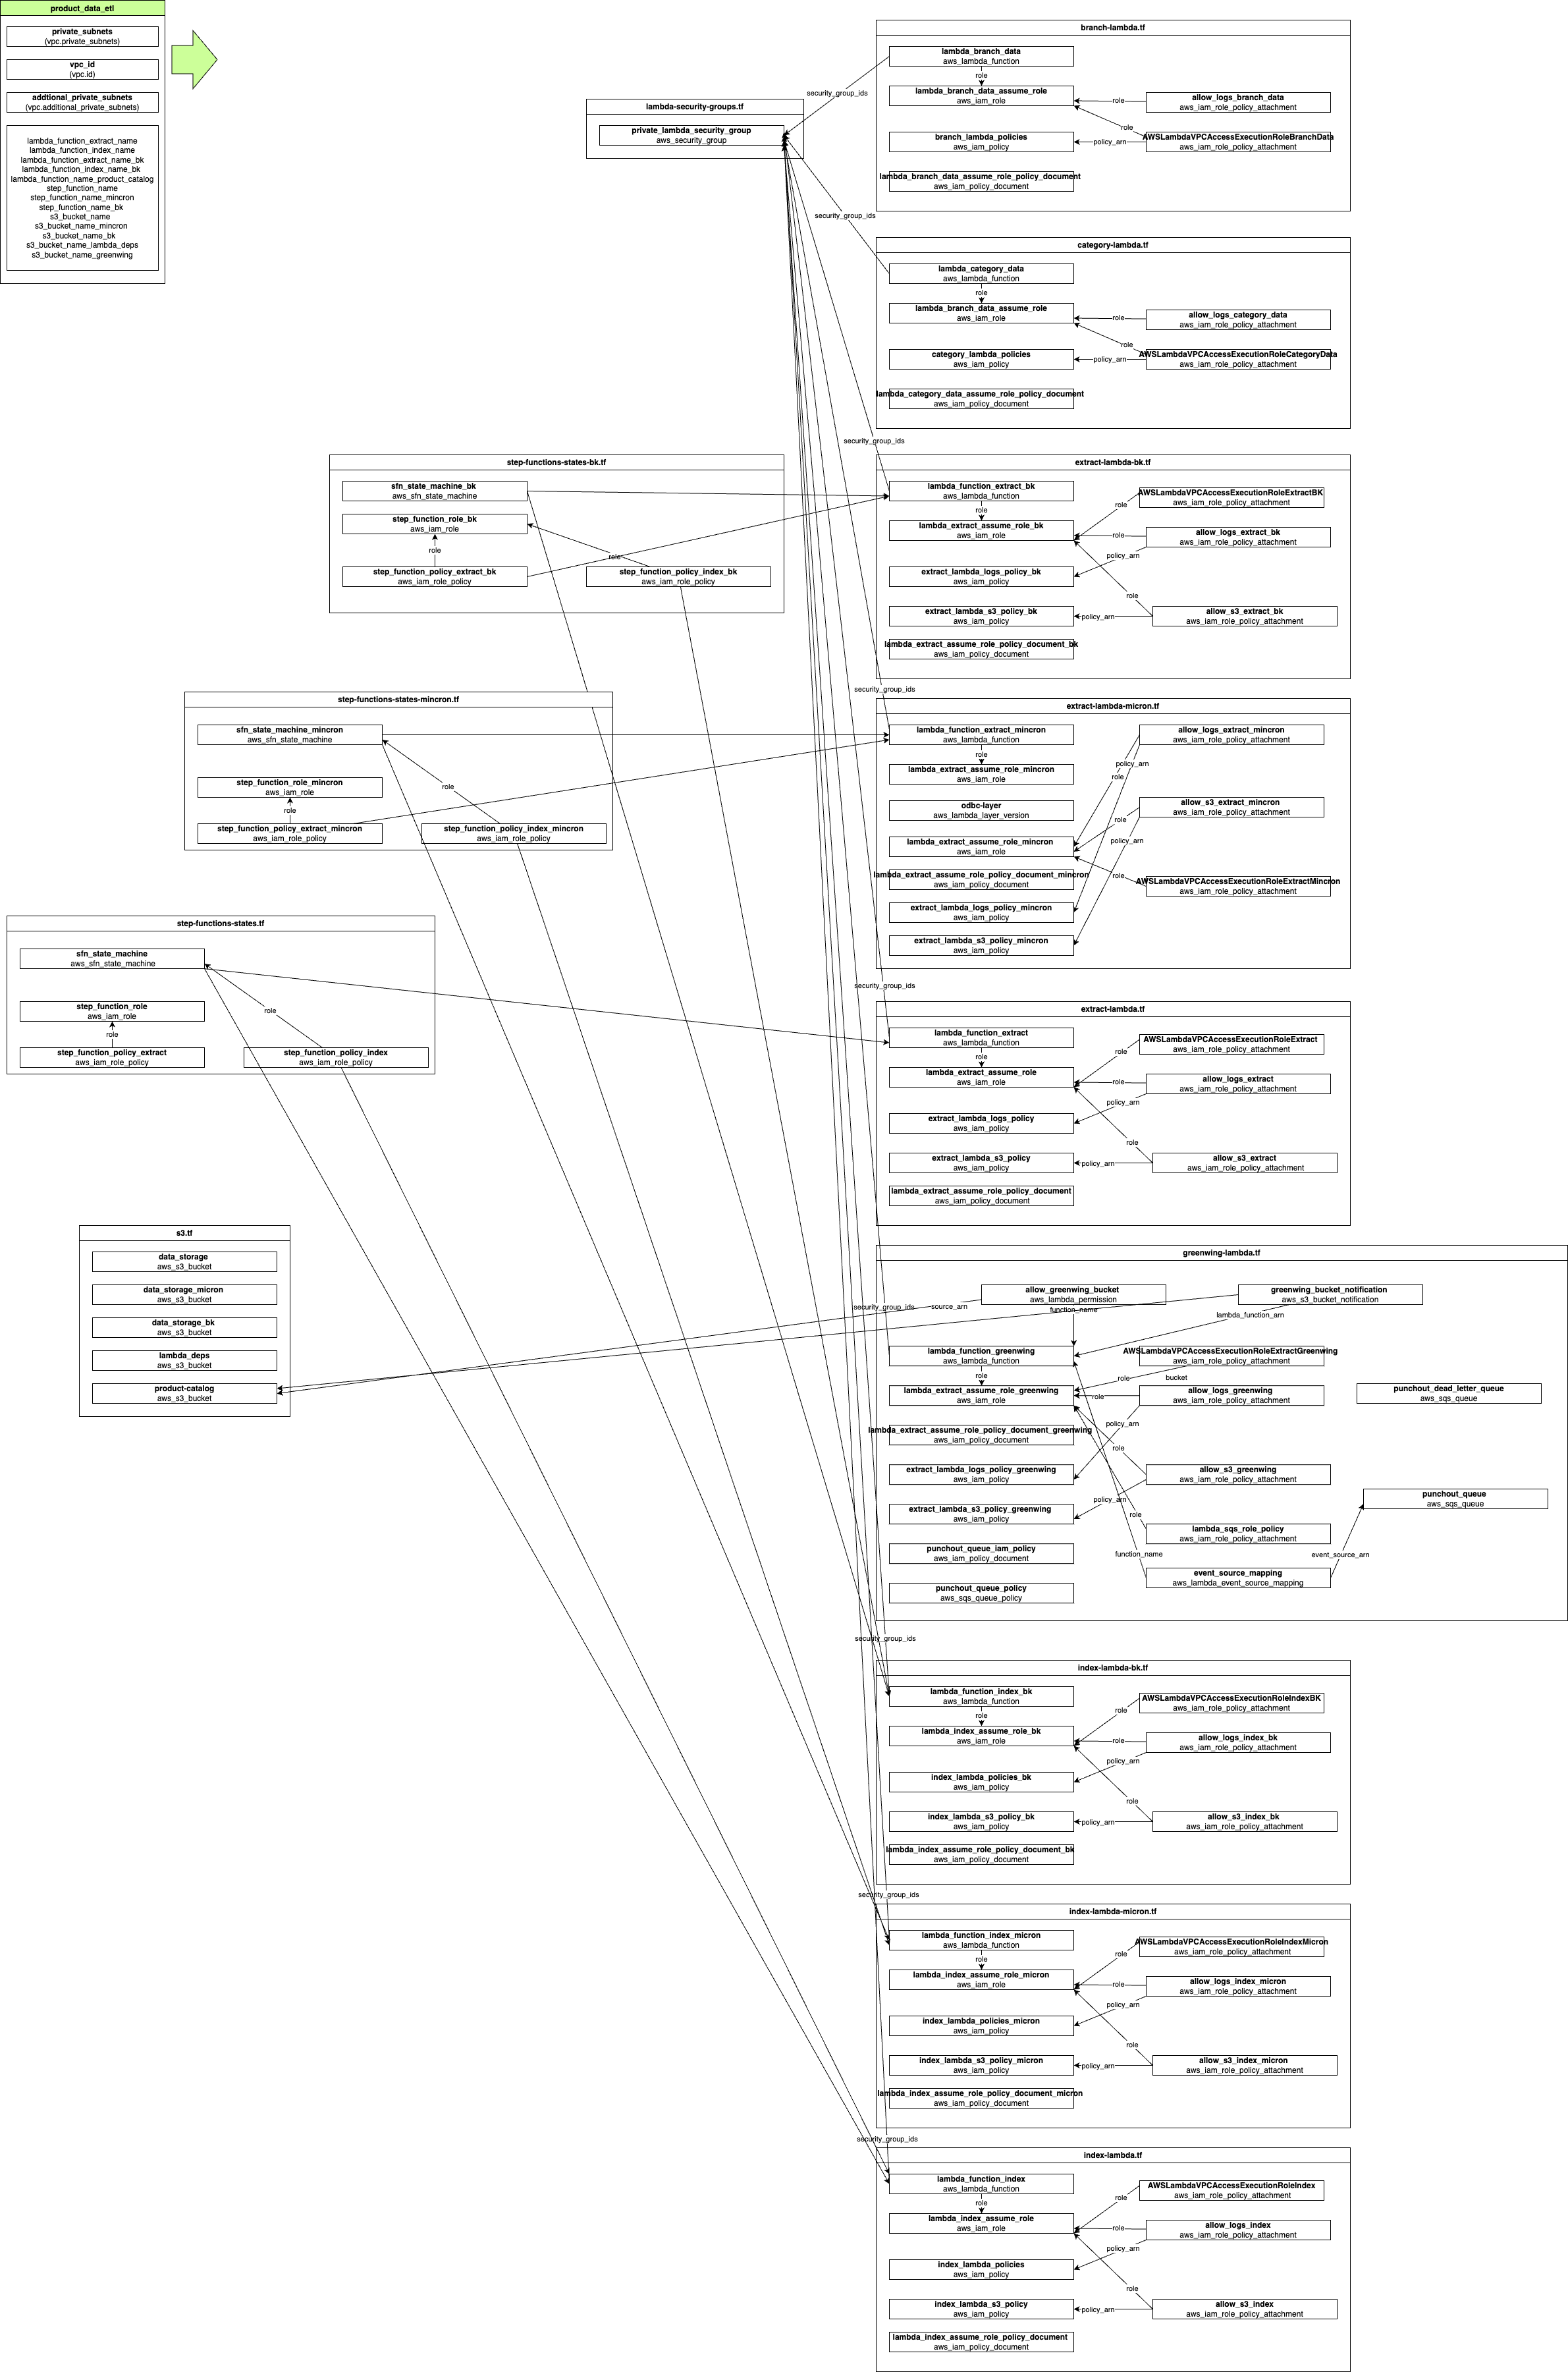 product_data_etl
private_subnets
(vpc.private_subnets)
vpc_id
(vpc.id)
addtional_private_subnets
(vpc.additional_private_subnets)
lambda_function_extract_name
lambda_function_index_name
lambda_function_extract_name_bk
lambda_function_index_name_bk
lambda_function_name_product_catalog
step_function_name
step_function_name_mincron
step_function_name_bk
s3_bucket_name
s3_bucket_name_mincron
s3_bucket_name_bk
s3_bucket_name_lambda_deps
s3_bucket_name_greenwing
lambda-security-groups.tf
private_lambda_security_group
aws_security_group
security_group_ids
security_group_ids
security_group_ids
security_group_ids
security_group_ids
security_group_ids
security_group_ids
security_group_ids
security_group_ids
branch-lambda.tf
lambda_branch_data
aws_lambda_function
role
lambda_branch_data_assume_role
aws_iam_role
role
allow_logs_branch_data
aws_iam_role_policy_attachment
role
branch_lambda_policies
aws_iam_policy
policy_arn
AWSLambdaVPCAccessExecutionRoleBranchData
aws_iam_role_policy_attachment
lambda_branch_data_assume_role_policy_document
aws_iam_policy_document
category-lambda.tf
lambda_category_data
aws_lambda_function
role
lambda_branch_data_assume_role
aws_iam_role
role
allow_logs_category_data
aws_iam_role_policy_attachment
role
category_lambda_policies
aws_iam_policy
policy_arn
AWSLambdaVPCAccessExecutionRoleCategoryData
aws_iam_role_policy_attachment
lambda_category_data_assume_role_policy_document
aws_iam_policy_document
step-functions-states-bk.tf
sfn_state_machine_bk
aws_sfn_state_machine
step_function_role_bk
aws_iam_role
role
role
step_function_policy_extract_bk
aws_iam_role_policy
step_function_policy_index_bk
aws_iam_role_policy
extract-lambda-bk.tf
lambda_function_extract_bk
aws_lambda_function
AWSLambdaVPCAccessExecutionRoleExtractBK
aws_iam_role_policy_attachment
role
role
lambda_extract_assume_role_bk
aws_iam_role
role
allow_logs_extract_bk
aws_iam_role_policy_attachment
policy_arn
extract_lambda_logs_policy_bk
aws_iam_policy
role
extract_lambda_s3_policy_bk
aws_iam_policy
policy_arn
allow_s3_extract_bk
aws_iam_role_policy_attachment
lambda_extract_assume_role_policy_document_bk
aws_iam_policy_document
step-functions-states-mincron.tf
sfn_state_machine_mincron
aws_sfn_state_machine
step_function_role_mincron
aws_iam_role
role
role
step_function_policy_extract_mincron
aws_iam_role_policy
step_function_policy_index_mincron
aws_iam_role_policy
extract-lambda-micron.tf
lambda_function_extract_mincron
aws_lambda_function
allow_logs_extract_mincron
aws_iam_role_policy_attachment
role
policy_arn
role
lambda_extract_assume_role_mincron
aws_iam_role
odbc-layer
aws_lambda_layer_version
allow_s3_extract_mincron
aws_iam_role_policy_attachment
role
policy_arn
lambda_extract_assume_role_mincron
aws_iam_role
lambda_extract_assume_role_policy_document_mincron
aws_iam_policy_document
role
AWSLambdaVPCAccessExecutionRoleExtractMincron
aws_iam_role_policy_attachment
extract_lambda_logs_policy_mincron
aws_iam_policy
extract_lambda_s3_policy_mincron
aws_iam_policy
step-functions-states.tf
sfn_state_machine
aws_sfn_state_machine
step_function_role
aws_iam_role
role
role
step_function_policy_extract
aws_iam_role_policy
step_function_policy_index
aws_iam_role_policy
extract-lambda.tf
lambda_function_extract
aws_lambda_function
AWSLambdaVPCAccessExecutionRoleExtract
aws_iam_role_policy_attachment
role
role
lambda_extract_assume_role
aws_iam_role
role
allow_logs_extract
aws_iam_role_policy_attachment
policy_arn
extract_lambda_logs_policy
aws_iam_policy
role
extract_lambda_s3_policy
aws_iam_policy
policy_arn
allow_s3_extract
aws_iam_role_policy_attachment
lambda_extract_assume_role_policy_document
aws_iam_policy_document
s3.tf
data_storage
aws_s3_bucket
data_storage_micron
aws_s3_bucket
data_storage_bk
aws_s3_bucket
lambda_deps
aws_s3_bucket
product-catalog
aws_s3_bucket
greenwing-lambda.tf
allow_greenwing_bucket
aws_lambda_permission
greenwing_bucket_notification
aws_s3_bucket_notification
source_arn
function_name
lambda_function_arn
lambda_function_greenwing
aws_lambda_function
AWSLambdaVPCAccessExecutionRoleExtractGreenwing
aws_iam_role_policy_attachment
role
role
bucket
lambda_extract_assume_role_greenwing
aws_iam_role
role
allow_logs_greenwing
aws_iam_role_policy_attachment
punchout_dead_letter_queue
aws_sqs_queue
policy_arn
lambda_extract_assume_role_policy_document_greenwing
aws_iam_policy_document
role
extract_lambda_logs_policy_greenwing
aws_iam_policy
allow_s3_greenwing
aws_iam_role_policy_attachment
policy_arn
punchout_queue
aws_sqs_queue
extract_lambda_s3_policy_greenwing
aws_iam_policy
role
lambda_sqs_role_policy
aws_iam_role_policy_attachment
punchout_queue_iam_policy
aws_iam_policy_document
function_name
event_source_arn
event_source_mapping
aws_lambda_event_source_mapping
punchout_queue_policy
aws_sqs_queue_policy
index-lambda-bk.tf
lambda_function_index_bk
aws_lambda_function
AWSLambdaVPCAccessExecutionRoleIndexBK
aws_iam_role_policy_attachment
role
role
lambda_index_assume_role_bk
aws_iam_role
role
allow_logs_index_bk
aws_iam_role_policy_attachment
policy_arn
index_lambda_policies_bk
aws_iam_policy
role
index_lambda_s3_policy_bk
aws_iam_policy
policy_arn
allow_s3_index_bk
aws_iam_role_policy_attachment
lambda_index_assume_role_policy_document_bk
aws_iam_policy_document
index-lambda-micron.tf
lambda_function_index_micron
aws_lambda_function
AWSLambdaVPCAccessExecutionRoleIndexMicron
aws_iam_role_policy_attachment
role
role
lambda_index_assume_role_micron
aws_iam_role
role
allow_logs_index_micron
aws_iam_role_policy_attachment
policy_arn
index_lambda_policies_micron
aws_iam_policy
role
index_lambda_s3_policy_micron
aws_iam_policy
policy_arn
allow_s3_index_micron
aws_iam_role_policy_attachment
lambda_index_assume_role_policy_document_micron
aws_iam_policy_document
index-lambda.tf
lambda_function_index
aws_lambda_function
AWSLambdaVPCAccessExecutionRoleIndex
aws_iam_role_policy_attachment
role
role
lambda_index_assume_role
aws_iam_role
role
allow_logs_index
aws_iam_role_policy_attachment
policy_arn
index_lambda_policies
aws_iam_policy
role
index_lambda_s3_policy
aws_iam_policy
policy_arn
allow_s3_index
aws_iam_role_policy_attachment
lambda_index_assume_role_policy_document
aws_iam_policy_document